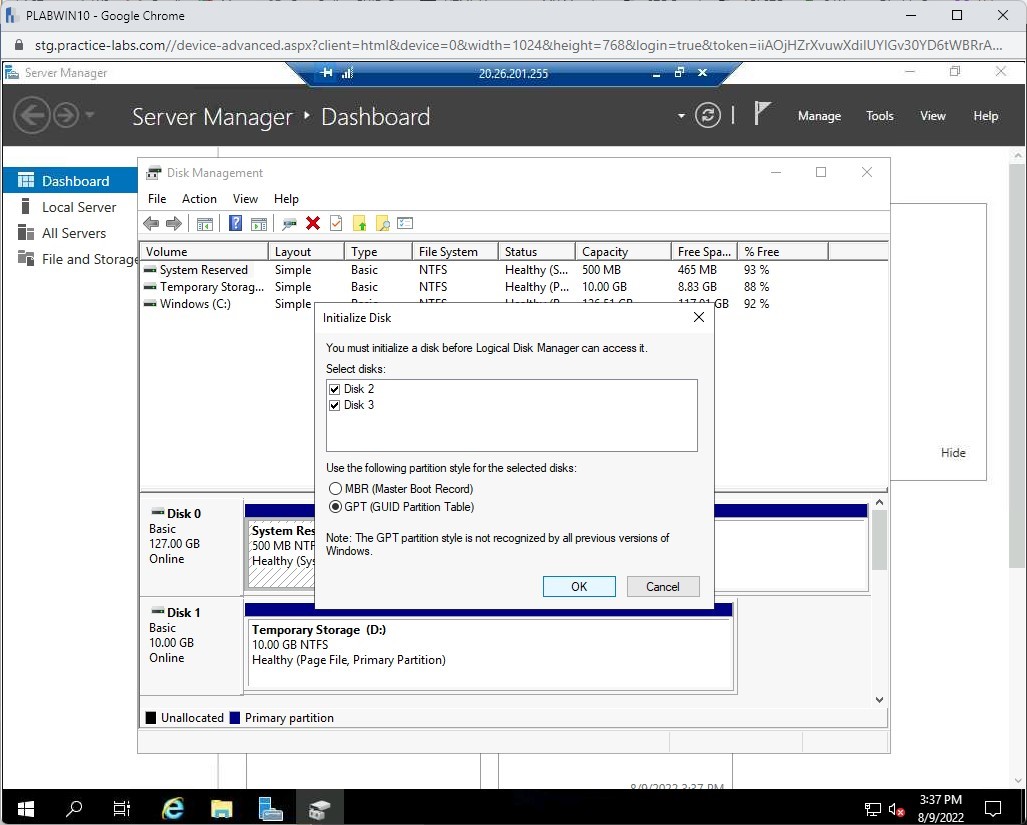 PLABWIN10 - Google Chrome
stg.practice-labs.com//device-advanced.aspx?client=html&device=0&width=1024&height=768&login=true&token=iiAOjHZrXvuwXdiIUYIGv30YD6tWBRrA...
Server Manager
20.26.201.255
Server Manager ‣ Dashboard
Manage Tools View Help
Dashboard
Local Server
All Servers
File and Storage
Disk Management
File Action View Help
Volume Layout Type File System Status Capacity Free Spa... % Free
System Reserved Simple Basic NTFS Healthy (S... 500 MB 465 MB 93 %
Temporary Storag... Simple Basic NTFS Healthy (P... 10.00 GB 8.83 GB 88 %
Windows (C:) Simple Basic NTFS Healthy (B... 126.51 GB 117.01 GB 92 %
Initialize Disk
You must initialize a disk before Logical Disk Manager can access it.
Select disks:
Disk 2
Disk 3
Use the following partition style for the selected disks:
MBR (Master Boot Record)
GPT (GUID Partition Table)
Note: The GPT partition style is not recognized by all previous versions of
Windows.
OK Cancel
Hide
Disk 0
Basic
127.00 GB
Online
System Res
500 MB NTF
Healthy (Sys
Disk 1
Basic
10.00 GB
Online
Temporary Storage (D:)
10.00 GB NTFS
Healthy (Page File, Primary Partition)
Unallocated Primary partition
8/9/2022 3:37 PM
3:37 PM
8/9/2022